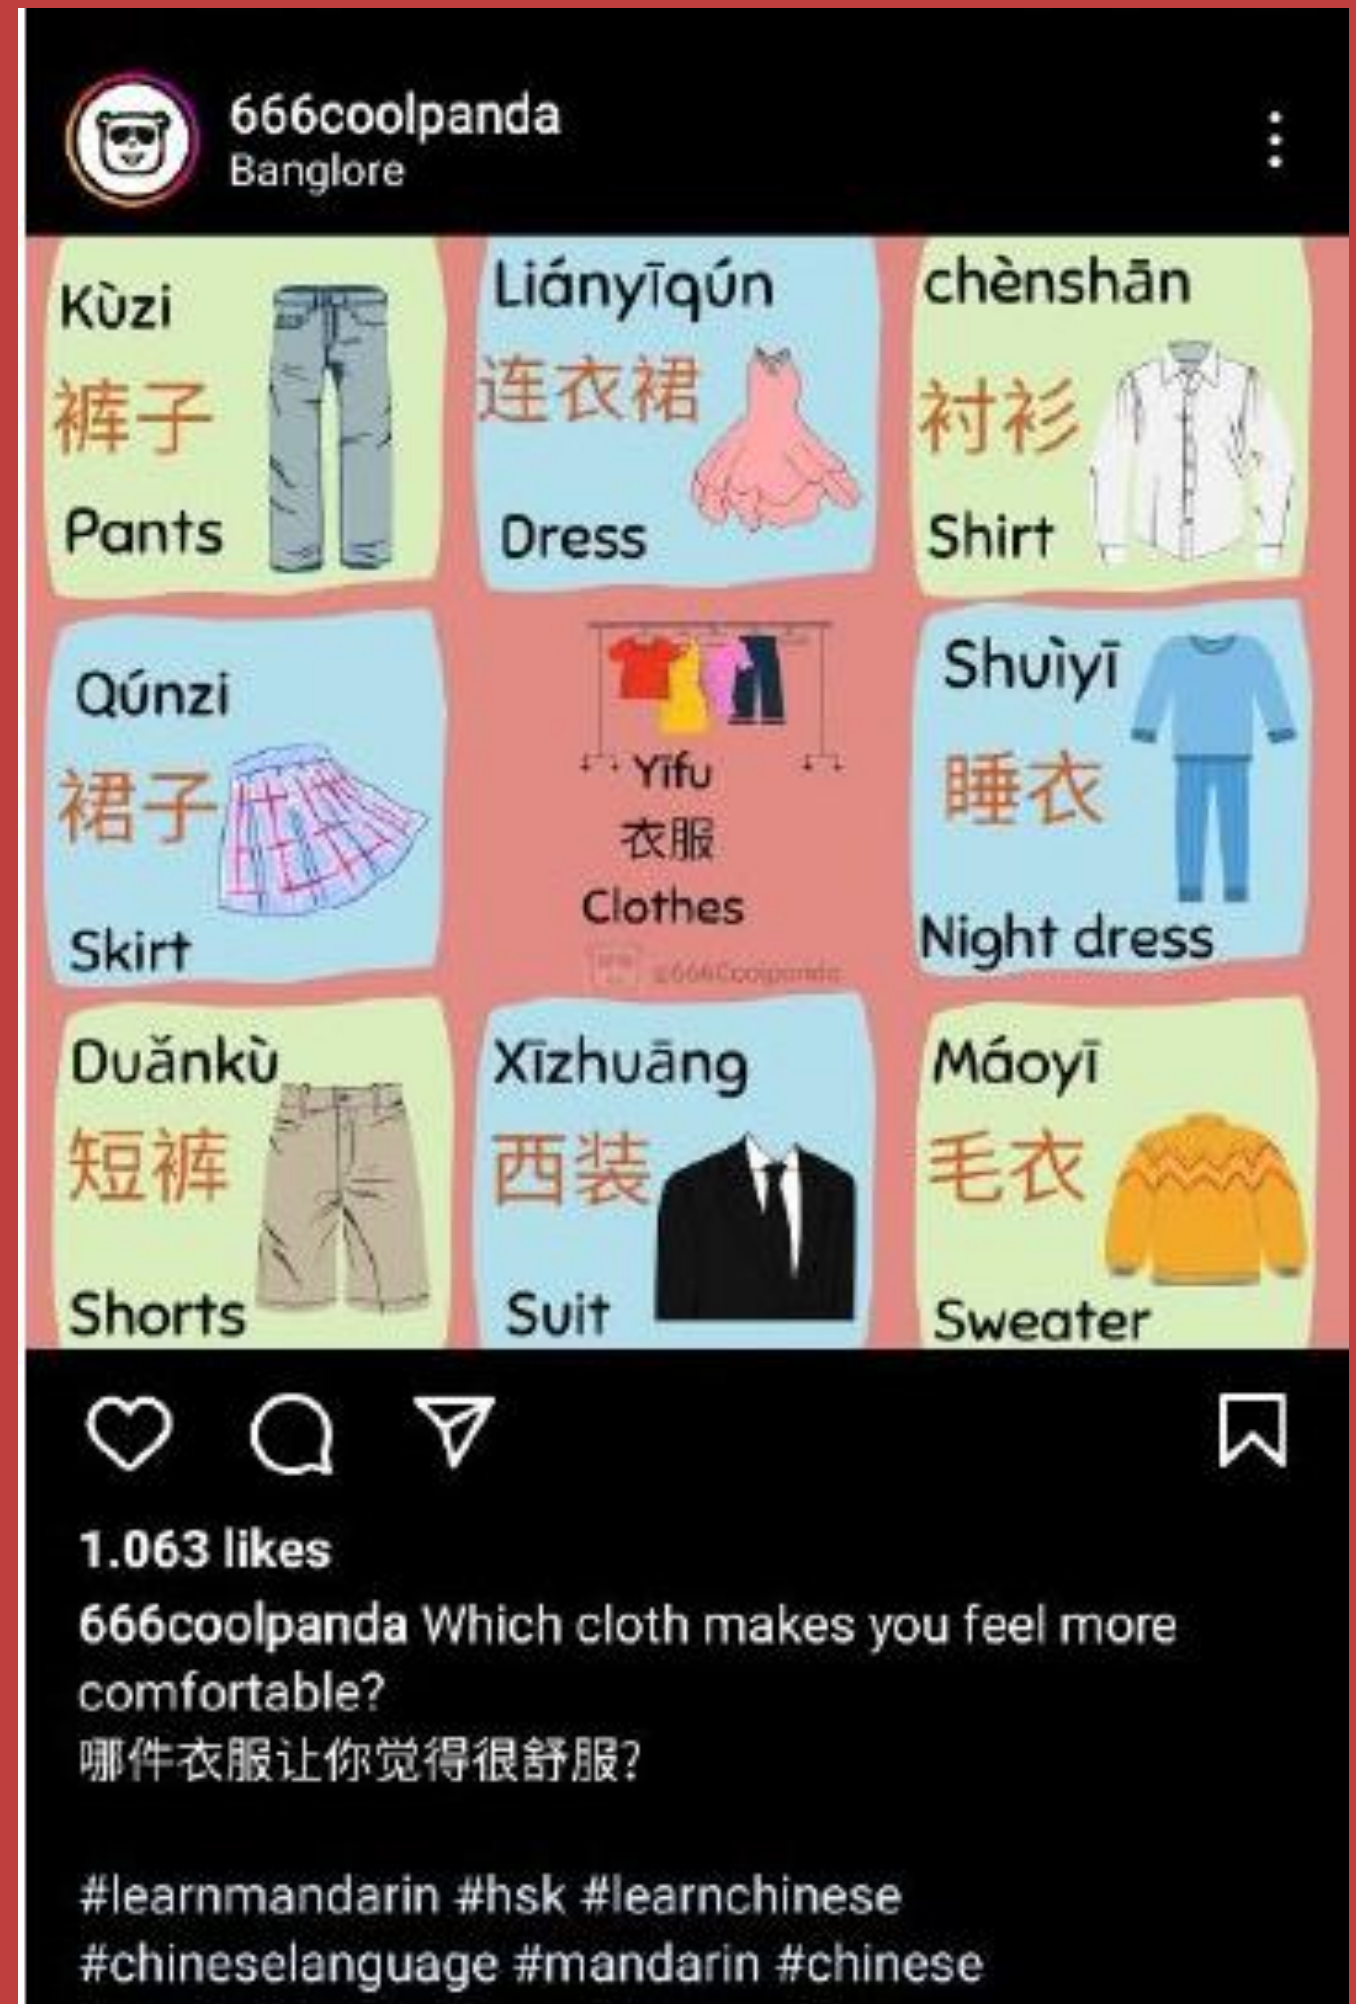 666coolpanda
Banglore
Kùzi
裤子
Pants
Liányīqún
连衣裙
Dress
chènshān
衬衫
Shirt
Qúnzi
裙子
Skirt
Yīfu
衣服
Clothes
@666Coolpanda
Shuìyī
睡衣
Night dress
Duǎnkù
短裤
Shorts
Xīzhuāng
西装
Suit
Máoyī
毛衣
Sweater
1.063 likes
666coolpanda Which cloth makes you feel more
comfortable?
哪件衣服让你觉得很舒服?
#learnmandarin #hsk #learnchinese
#chineselanguage #mandarin #chinese